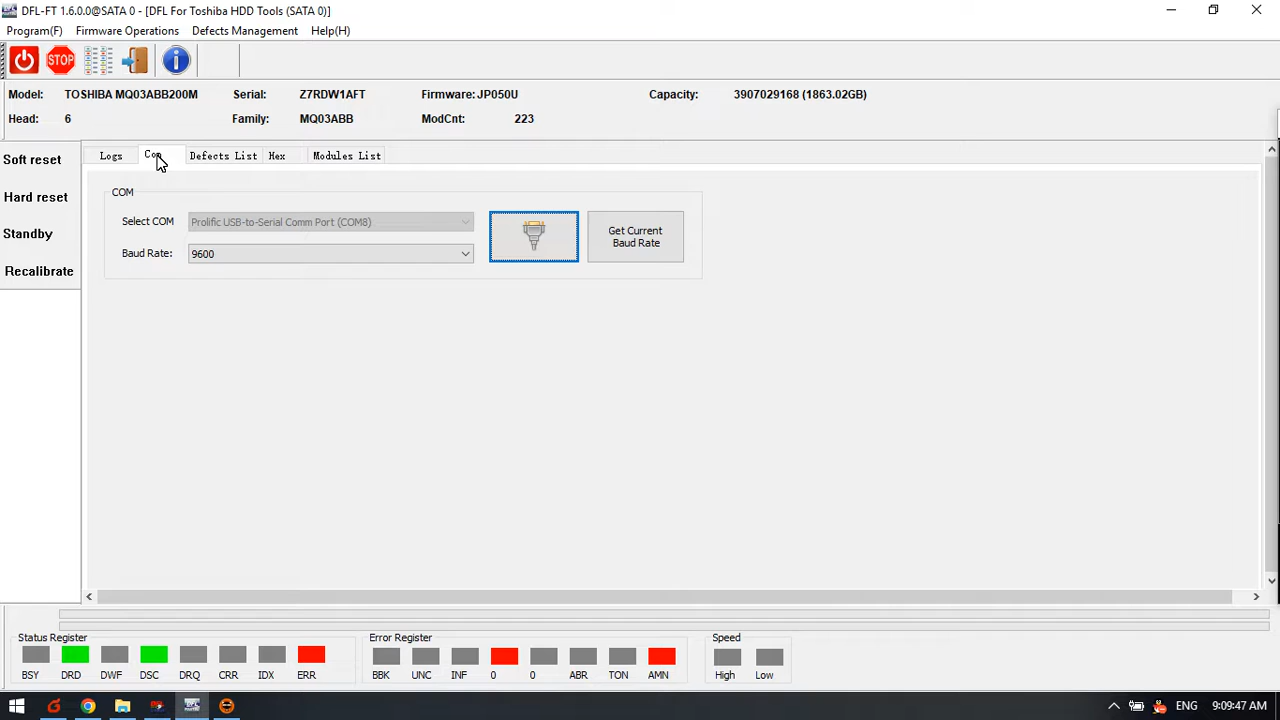 DFL-FT 1.6.0.0@SATA 0 - [DFL For Toshiba HDD Tools (SATA 0)]
Program(F) Firmware Operations Defects Management Help(H)
STOP
Model: TOSHIBA MQ03ABB200M Serial: Z7RDW1AFT Firmware: JP050U Capacity: 3907029168 (1863.02GB)
Head: 6 Family: MQ03ABB ModCnt: 223
Soft reset
Hard reset
Standby
Recalibrate
Logs Com Defects List Hex Modules List
COM
Select COM Prolific USB-to-Serial Comm Port (COM8)
Baud Rate: 9600
Get Current
Baud Rate
Status Register Error Register Speed
BSY DRD DWF DSC DRQ CRR IDX ERR BBK UNC INF 0 0 ABR TON AMN High Low
ENG 9:09:47 AM